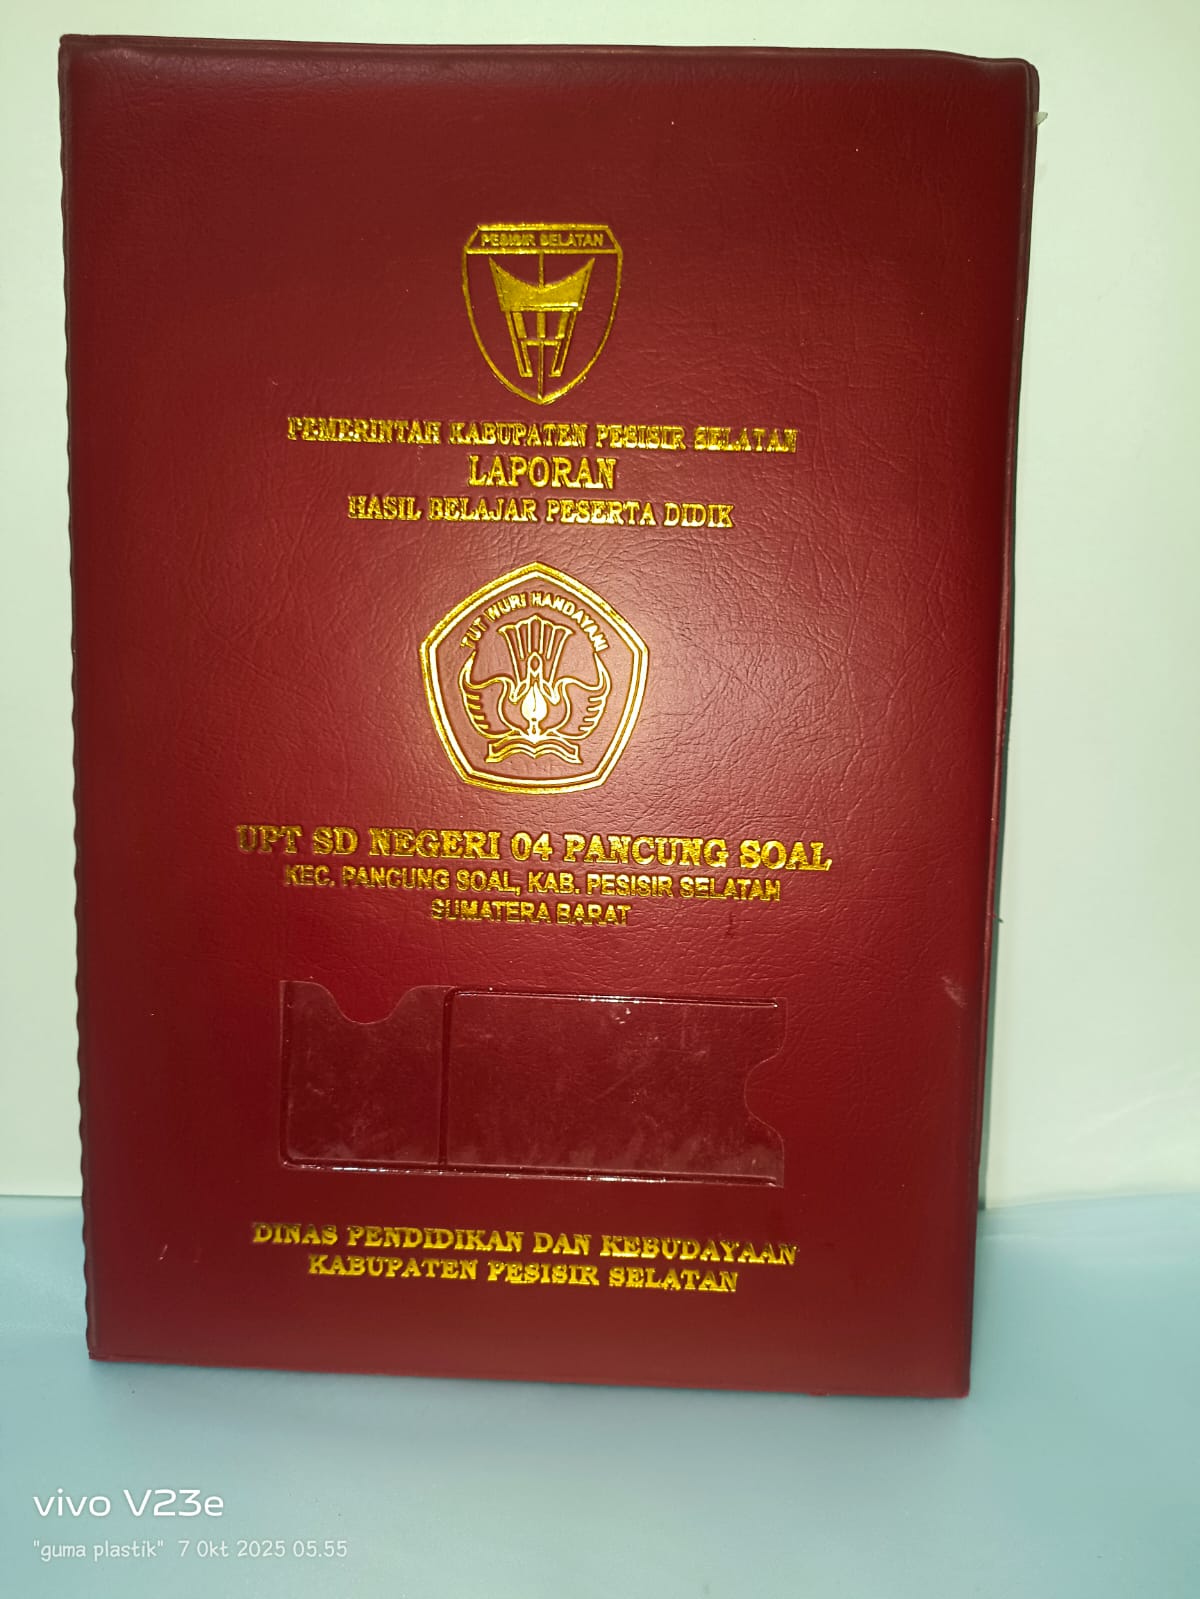 PESISIR SELATAN
PEMERINTAH KABUPATEN PESISIR SELATAN
LAPORAN
HASIL BELAJAR PESERTA DIDIK
TUT WURI HANDAYANI
UPT SD NEGERI 04 PANCUNG SOAL
KEC. PANCUNG SOAL, KAB. PESISIR SELATAN
SUMATERA BARAT
DINAS PENDIDIKAN DAN KEBUDAYAAN
KABUPATEN PESISIR SELATAN
vivo V23e
"guma plastik" 7 Okt 2025 05.55